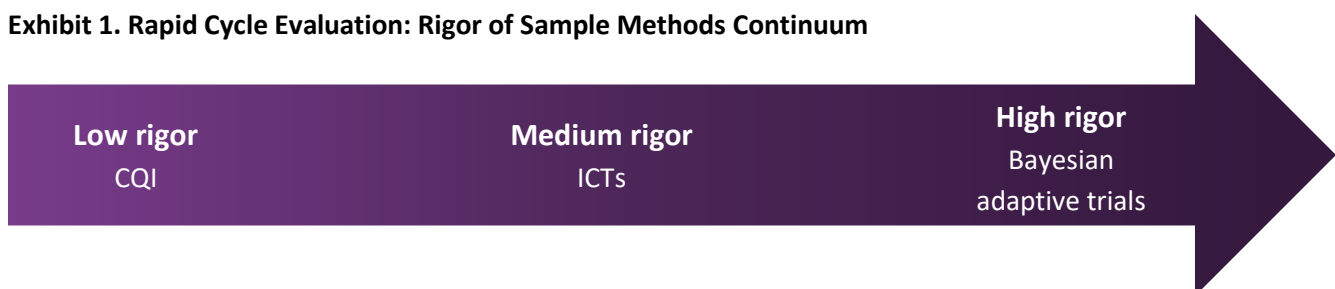 Exhibit 1. Rapid Cycle Evaluation: Rigor of Sample Methods Continuum
Low rigor
CQI
Medium rigor
ICTs
High rigor
Bayesian
adaptive trials